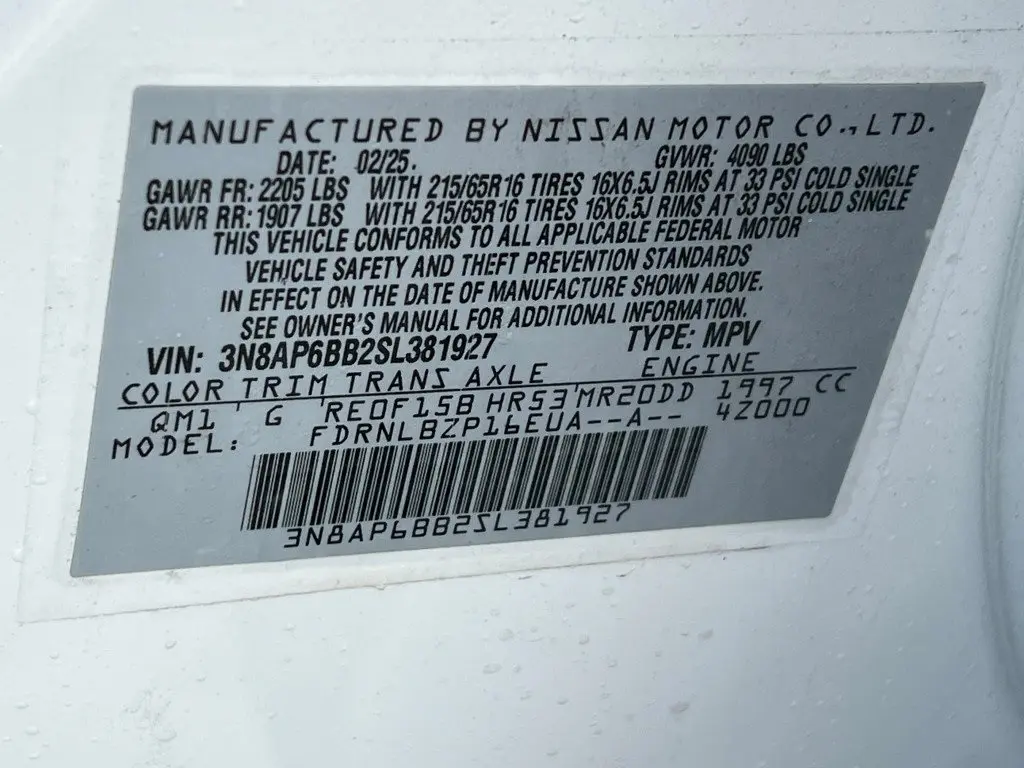 MANUFACTURED BY NISSAN MOTOR CO.,LTD.
DATE: 02/25. GVWR: 4090 LBS
GAWR FR: 2205 LBS WITH 215/65R16 TIRES 16X6.5J RIMS AT 33 PSI COLD SINGLE
GAWR RR: 1907 LBS WITH 215/65R16 TIRES 16X6.5J RIMS AT 33 PSI COLD SINGLE
THIS VEHICLE CONFORMS TO ALL APPLICABLE FEDERAL MOTOR
VEHICLE SAFETY AND THEFT PREVENTION STANDARDS
IN EFFECT ON THE DATE OF MANUFACTURE SHOWN ABOVE.
SEE OWNER'S MANUAL FOR ADDITIONAL INFORMATION.
VIN: 3N8AP6BB2SL381927 TYPE: MPV
COLOR TRIM TRANS AXLE ENGINE
QM1 ' G 'RE0F15B HR53'MR20DD 1997 CC
MODEL: FDRNLBZP16EUA--A-- 4Z000
3N8AP6BB2SL381927